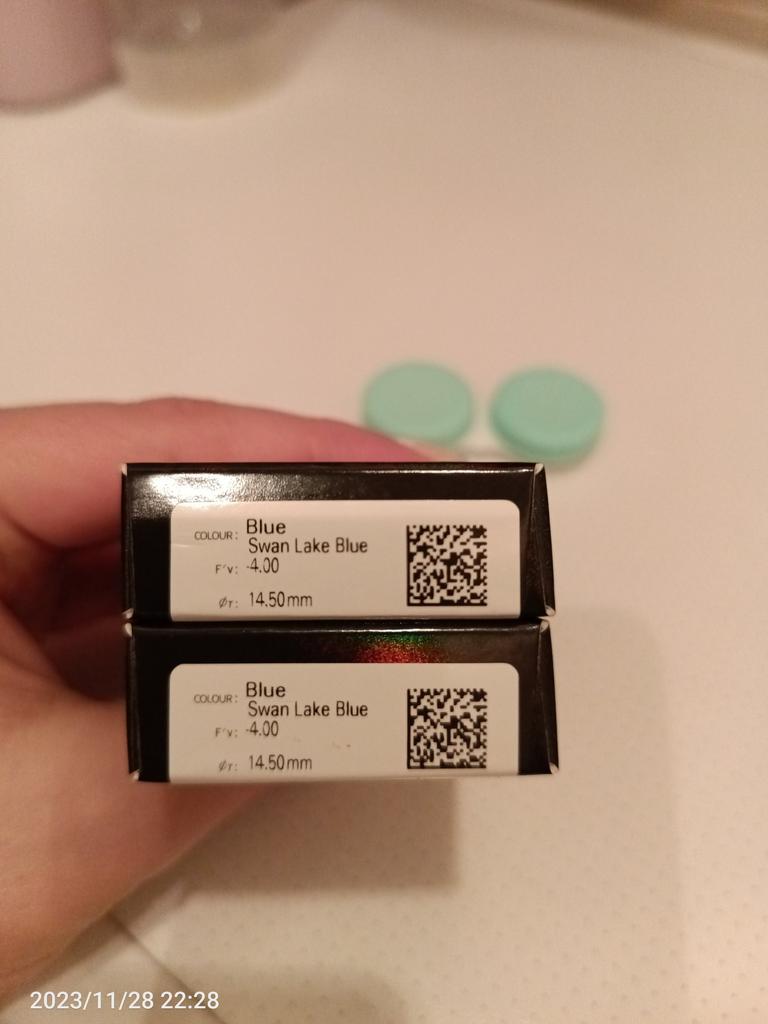 COLOUR: Blue
Swan Lake Blue
F'v: -4.00
ØT: 14.50mm
COLOUR: Blue
Swan Lake Blue
F'v: -4.00
ØT: 14.50mm
2023/11/28 22:28